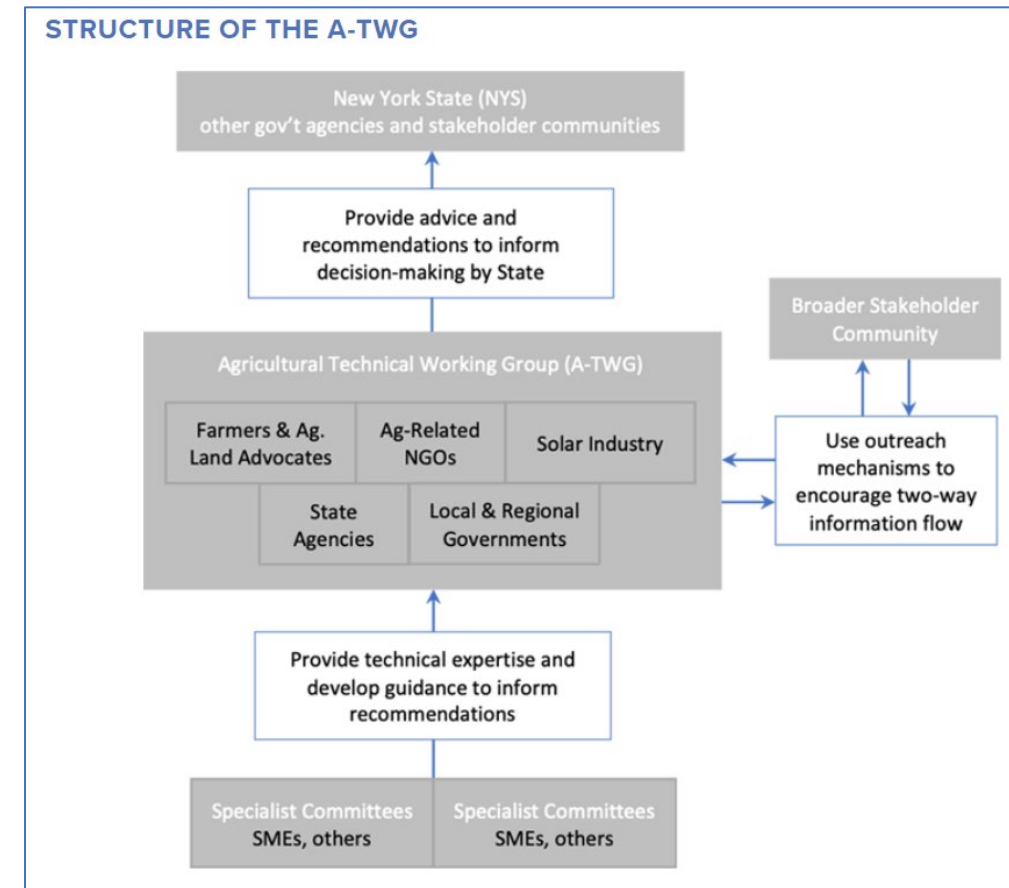 STRUCTURE OF THE A-TWG
New York State (NYS)
other gov't agencies and stakeholder communities
Provide advice and
recommendations to inform
decision-making by State
Broader Stakeholder
Community
Agricultural Technical Working Group (A-TWG)
Farmers & Ag.
Land Advocates
Ag-Related
NGOs
Solar Industry
State
Agencies
Local & Regional
Governments
Use outreach
mechanisms to
encourage two-way
information flow
Provide technical expertise and
develop guidance to inform
recommendations
Specialist Committees
SMEs, others
Specialist Committees
SMEs, others